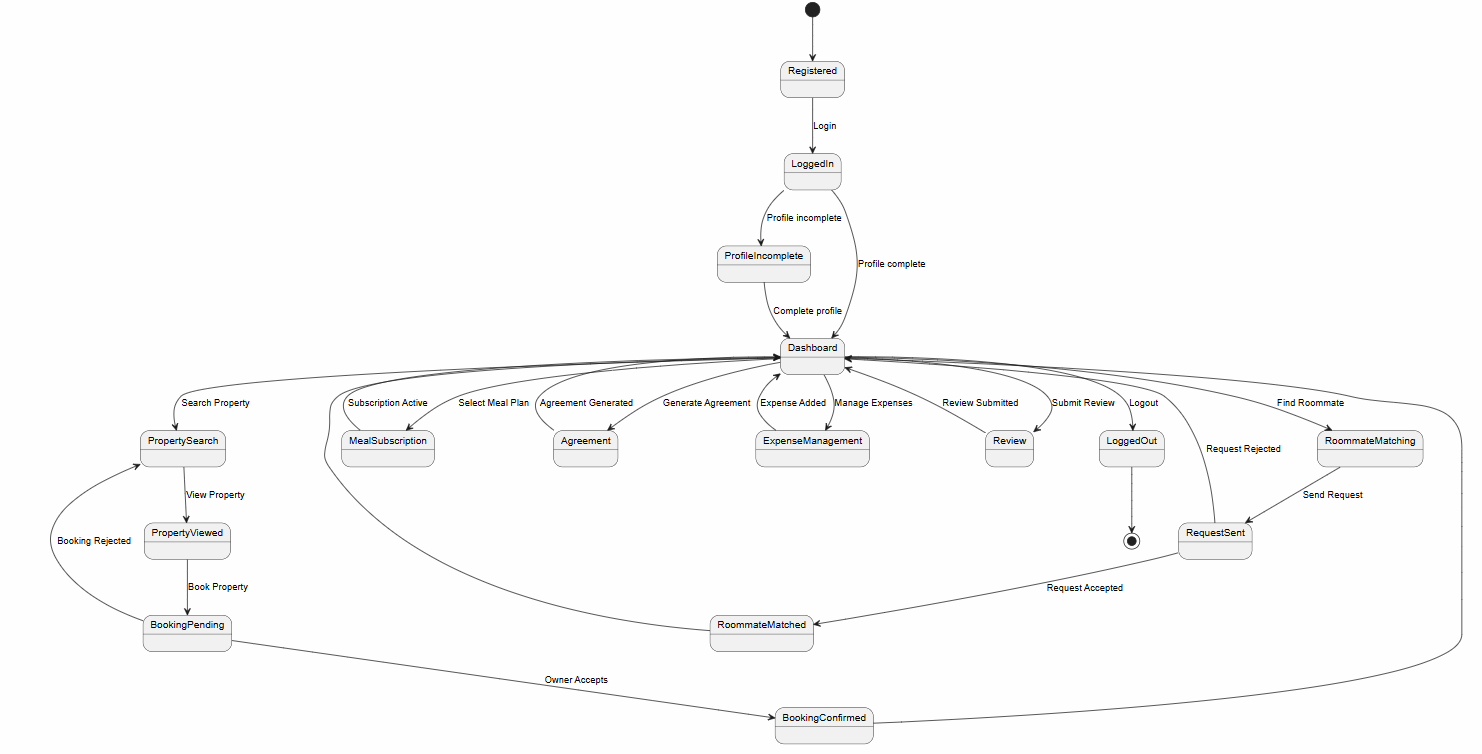 Registered
Login
LoggedIn
Profile incomplete
ProfileIncomplete
Profile complete
Complete profile
Dashboard
Search Property
Subscription Active
Select Meal Plan
Agreement Generated
Generate Agreement
Expense Added
Manage Expenses
Review Submitted
Submit Review
Logout
Find Roommate
PropertySearch
MealSubscription
Agreement
ExpenseManagement
Review
LoggedOut
RoommateMatching
Request Rejected
View Property
Send Request
PropertyViewed
RequestSent
Booking Rejected
Book Property
Request Accepted
BookingPending
RoommateMatched
Owner Accepts
BookingConfirmed